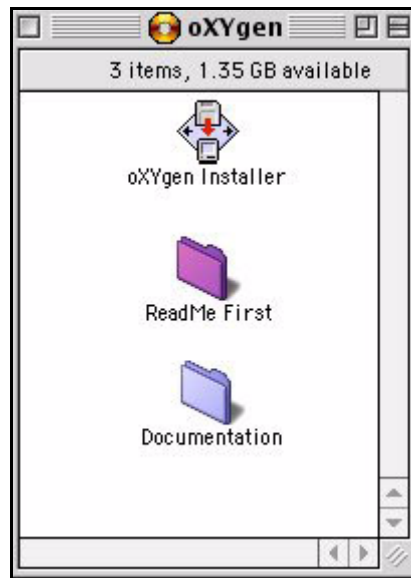 oXYgen
3 items, 1.35 GB available
oXYgen Installer
ReadMe First
Documentation